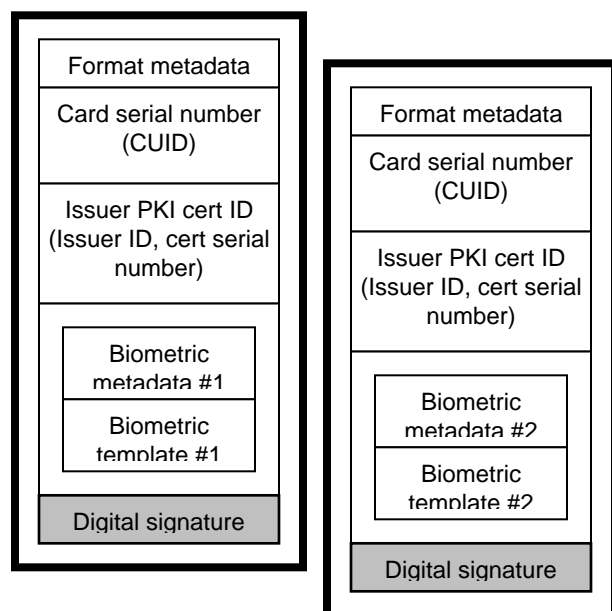 Format metadata
Card serial number
(CUID)
Issuer PKI cert ID
(Issuer ID, cert serial
number)
Biometric
metadata #1
Biometric
template #1
Digital signature
Format metadata
Card serial number
(CUID)
Issuer PKI cert ID
(Issuer ID, cert serial
number)
Biometric
metadata #2
Biometric
template #2
Digital signature